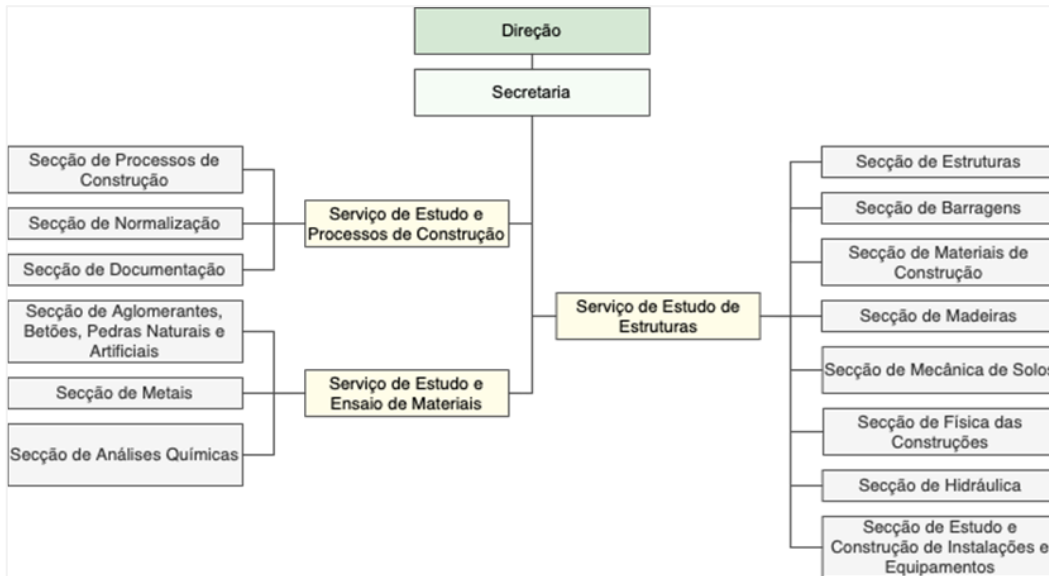 Direção
Secretaria
Secção de Processos de
Construção
Secção de Normalização
Secção de Documentação
Serviço de Estudo e
Processos de Construção
Secção de Aglomerantes,
Betões, Pedras Naturais e
Artificiais
Secção de Metais
Secção de Análises Químicas
Serviço de Estudo e
Ensaio de Materiais
Serviço de Estudo de
Estruturas
Secção de Estruturas
Secção de Barragens
Secção de Materiais de
Construção
Secção de Madeiras
Secção de Mecânica de Solos
Secção de Física das
Construções
Secção de Hidráulica
Secção de Estudo e
Construção de Instalações e
Equipamentos